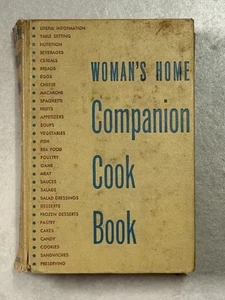 USEFUL INFORMATION
TABLE SETTING
NUTRITION
BEVERAGES
CEREALS
BREADS
EGGS
CHEESE
MACARONI
SPAGHETTI
FRUITS
APPETIZERS
SOUPS
VEGETABLES
FISH
SEA FOOD
POULTRY
GAME
MEAT
SAUCES
SALADS
SALAD DRESSINGS
DESSERTS
FROZEN DESSERTS
PASTRY
CAKES
CANDY
COOKIES
SANDWICHES
PRESERVING
WOMAN'S HOME
Companion
Cook
Book